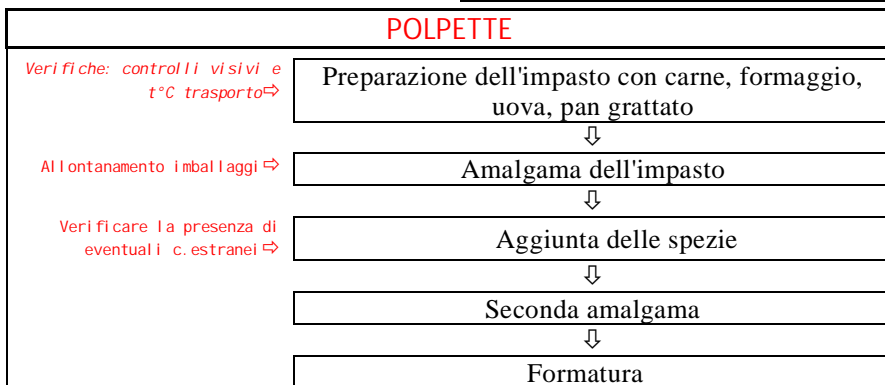 POLPETTE
Verifiche: controlli visivi e
t°C trasporto⇨
Preparazione dell'impasto con carne, formaggio,
uova, pan grattato
⇩
Allontanamento imballaggi⇨
Amalgama dell'impasto
⇩
Verificare la presenza di
eventuali c.estranei⇨
Aggiunta delle spezie
⇩
Seconda amalgama
⇩
Formatura